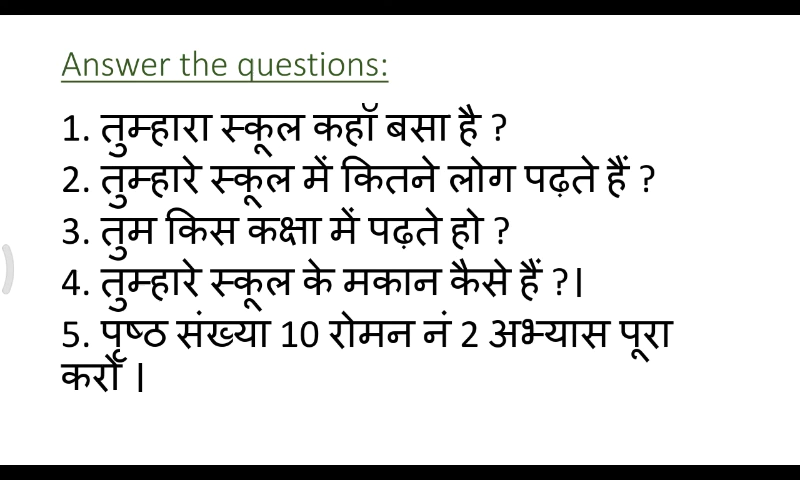 Answer the questions:
1. तुम्हारा स्कूल कहॉ बसा है ?
2. तुम्हारे स्कूल में कितने लोग पढ़ते हैं ?
3. तुम किस कक्षा में पढ़ते हो ?
4. तुम्हारे स्कूल के मकान कैसे हैं ?।
5. पृष्ठ संख्या 10 रोमन नं 2 अभ्यास पूरा
करोॅ ।